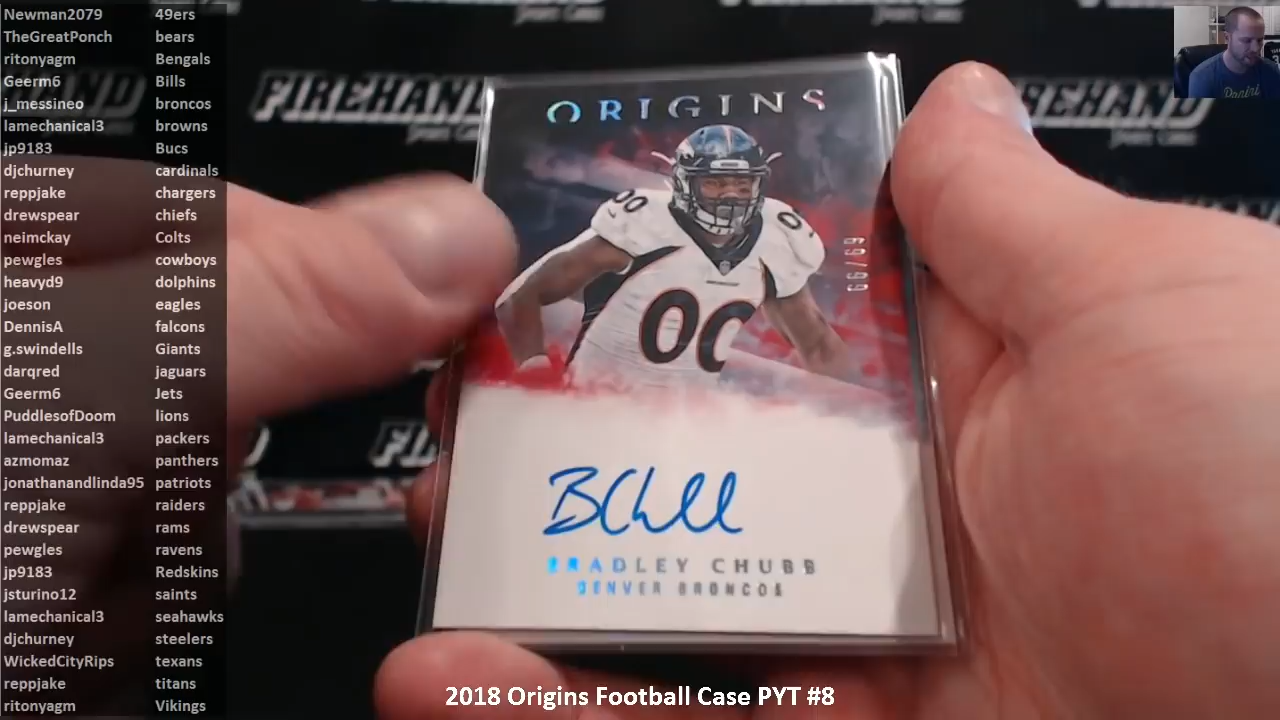 Newman2079 49ers
TheGreatPonch bears
ritonyagm Bengals
Geerm6 Bills
j_messineo broncos
lamechanical3 browns
jp9183 Bucs
djchurney cardinals
reppjake chargers
drewspear chiefs
neimckay Colts
pewgles cowboys
heavyd9 dolphins
joeson eagles
DennisA falcons
g.swindells Giants
darqred jaguars
Geerm6 Jets
PuddlesofDoom lions
lamechanical3 packers
azmomaz panthers
jonathanandlinda95 patriots
reppjake raiders
drewspear rams
pewgles ravens
jp9183 Redskins
jsturino12 saints
lamechanical3 seahawks
djchurney steelers
WickedCityRips texans
reppjake titans
ritonyagm Vikings
FIREHAND
ORIGINS
00
00
69/99
BRADLEY CHUBB
DENVER BRONCOS
2018 Origins Football Case PYT #8